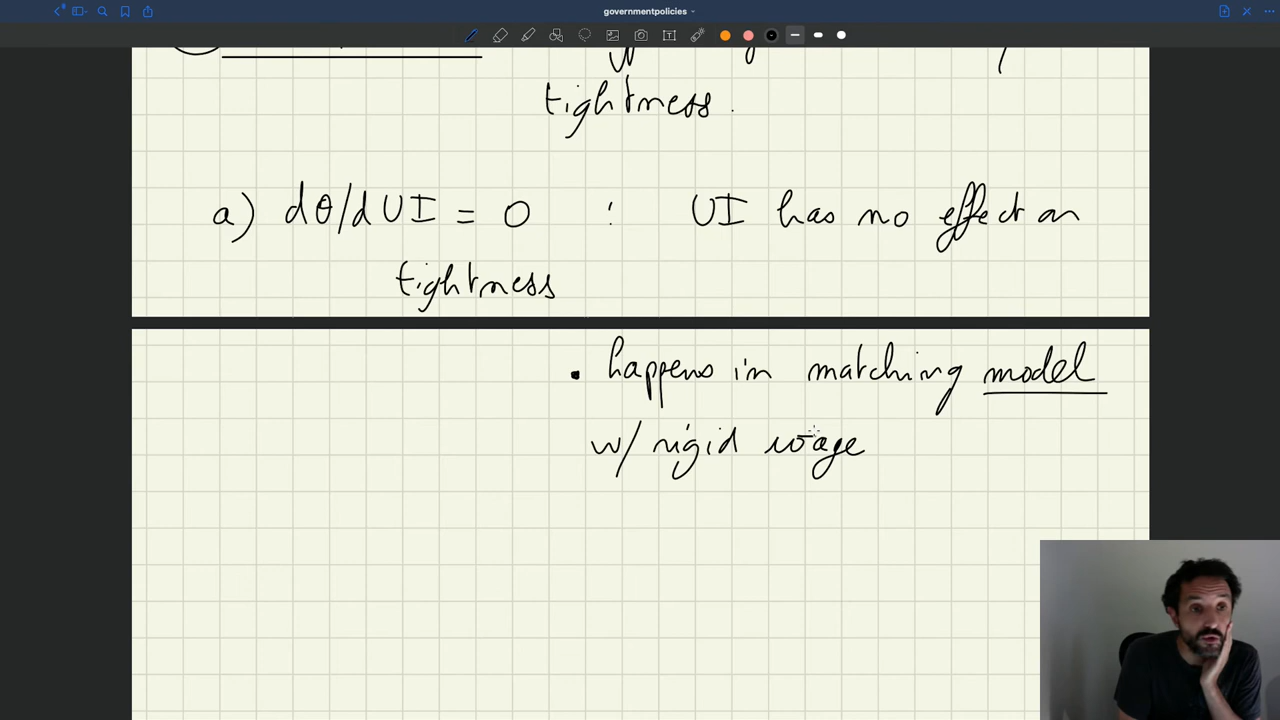 governmentpolicies
tightness.
a) dθ/dUI = 0 : UI has no effect on
tightness
• happens in matching model
w/ rigid wage